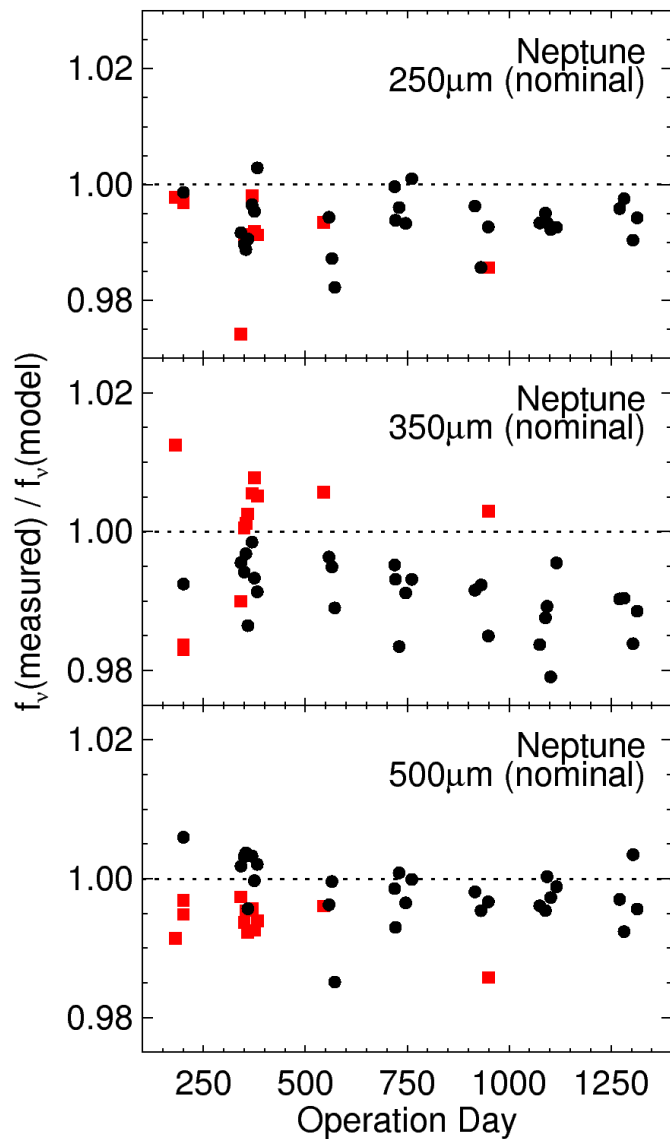 Neptune
250μm (nominal)
1.02
1.00
0.98
Neptune
350μm (nominal)
1.02
1.00
0.98
Neptune
500μm (nominal)
1.02
1.00
0.98
fν(measured) / fν(model)
250 500 750 1000 1250
Operation Day